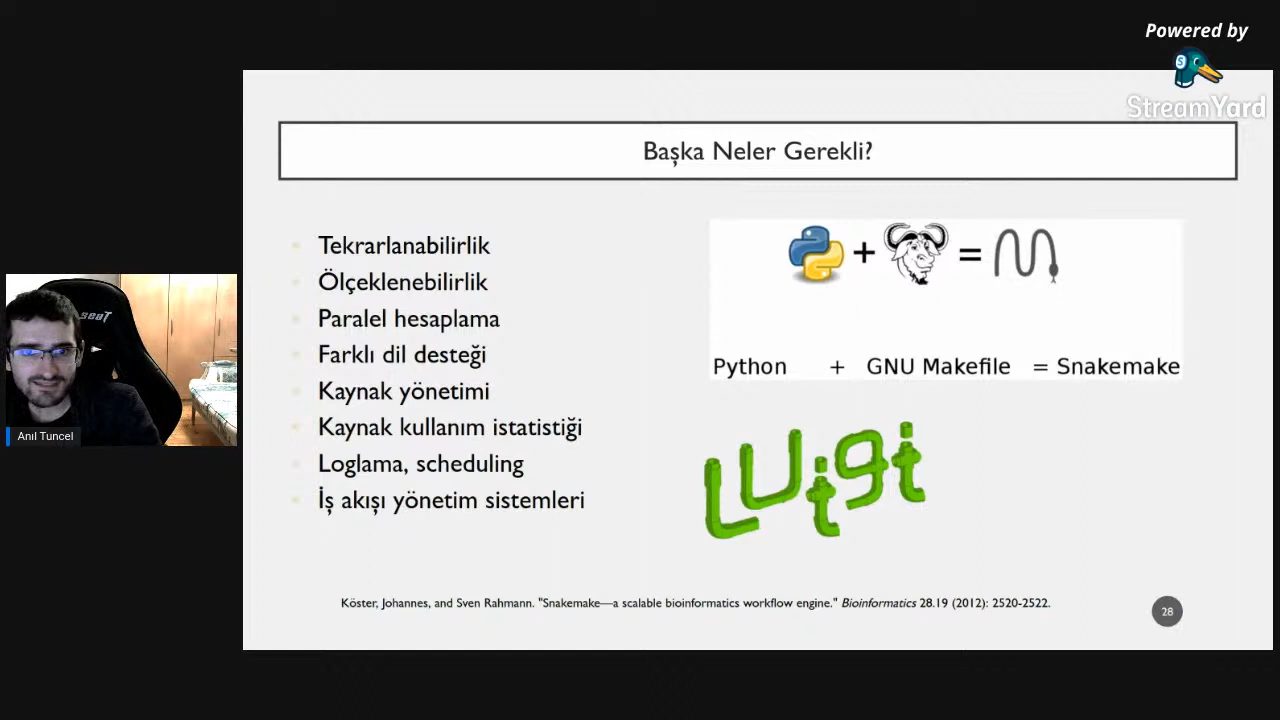 Powered by
StreamYard
Başka Neler Gerekli?
Tekrarlanabilirlik
Ölçeklenebilirlik
Paralel hesaplama
Farklı dil desteği
Kaynak yönetimi
Kaynak kullanım istatistiği
Loglama, scheduling
İş akışı yönetim sistemleri
+ =
Python + GNU Makefile = Snakemake
Luigi
Anıl Tuncel
Köster, Johannes, and Sven Rahmann. "Snakemake—a scalable bioinformatics workflow engine." Bioinformatics 28.19 (2012): 2520-2522.
28